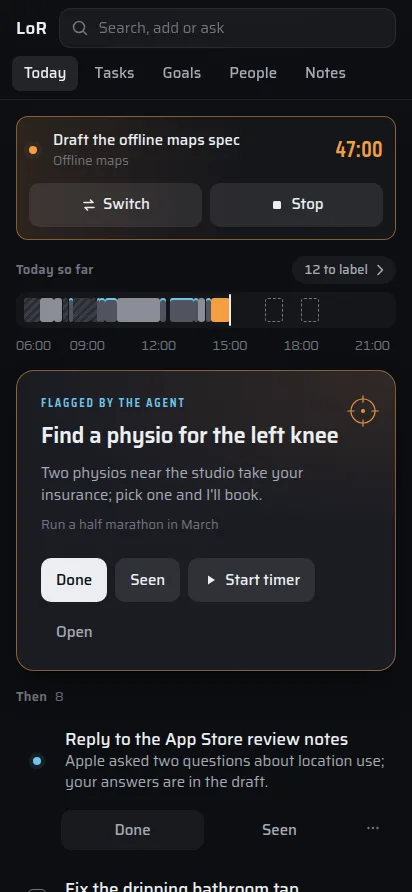 LoR
Search, add or ask
Today Tasks Goals People Notes
Draft the offline maps spec
47:00
Offline maps
Switch
Stop
Today so far
12 to label
06:00 09:00 12:00 15:00 18:00 21:00
FLAGGED BY THE AGENT
Find a physio for the left knee
Two physios near the studio take your
insurance; pick one and I'll book.
Run a half marathon in March
Done Seen Start timer
Open
Then 8
Reply to the App Store review notes
Apple asked two questions about location use;
your answers are in the draft.
Done Seen ...
Fix the dripping bathroom tap